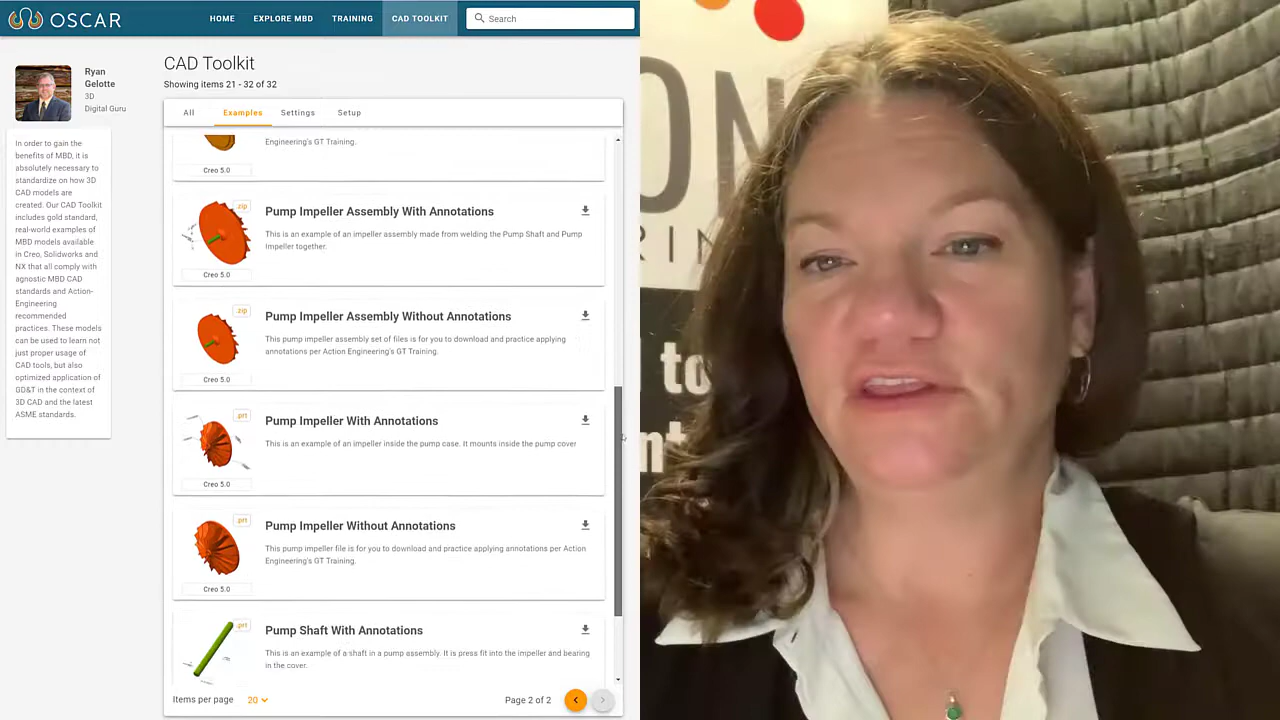 OSCAR
HOME
EXPLORE MBD
TRAINING
CAD TOOLKIT
Search
Ryan
Gelotte
3D
Digital Guru
In order to gain the
benefits of MBD, it is
absolutely necessary to
standardize on how 3D
CAD models are
created. Our CAD Toolkit
includes gold standard,
real-world examples of
MBD models available
in Creo, Solidworks and
NX that all comply with
agnostic MBD CAD
standards and Action-
Engineering
recommended
practices. These models
can be used to learn not
just proper usage of
CAD tools, but also
optimized application of
GD&T in the context of
3D CAD and the latest
ASME standards.
CAD Toolkit
Showing items 21 - 32 of 32
All
Examples
Settings
Setup
Engineering's GT Training.
Creo 5.0
.zip
Pump Impeller Assembly With Annotations
This is an example of an impeller assembly made from welding the Pump Shaft and Pump
Impeller together.
Creo 5.0
.zip
Pump Impeller Assembly Without Annotations
This pump impeller assembly set of files is for you to download and practice applying
annotations per Action Engineering's GT Training.
Creo 5.0
.prt
Pump Impeller With Annotations
This is an example of an impeller inside the pump case. It mounts inside the pump cover
Creo 5.0
.prt
Pump Impeller Without Annotations
This pump impeller file is for you to download and practice applying annotations per Action
Engineering's GT Training.
Creo 5.0
.prt
Pump Shaft With Annotations
This is an example of a shaft in a pump assembly. It is press fit into the impeller and bearing
in the cover.
Items per page
20
Page 2 of 2
ON
RIN
to
nt